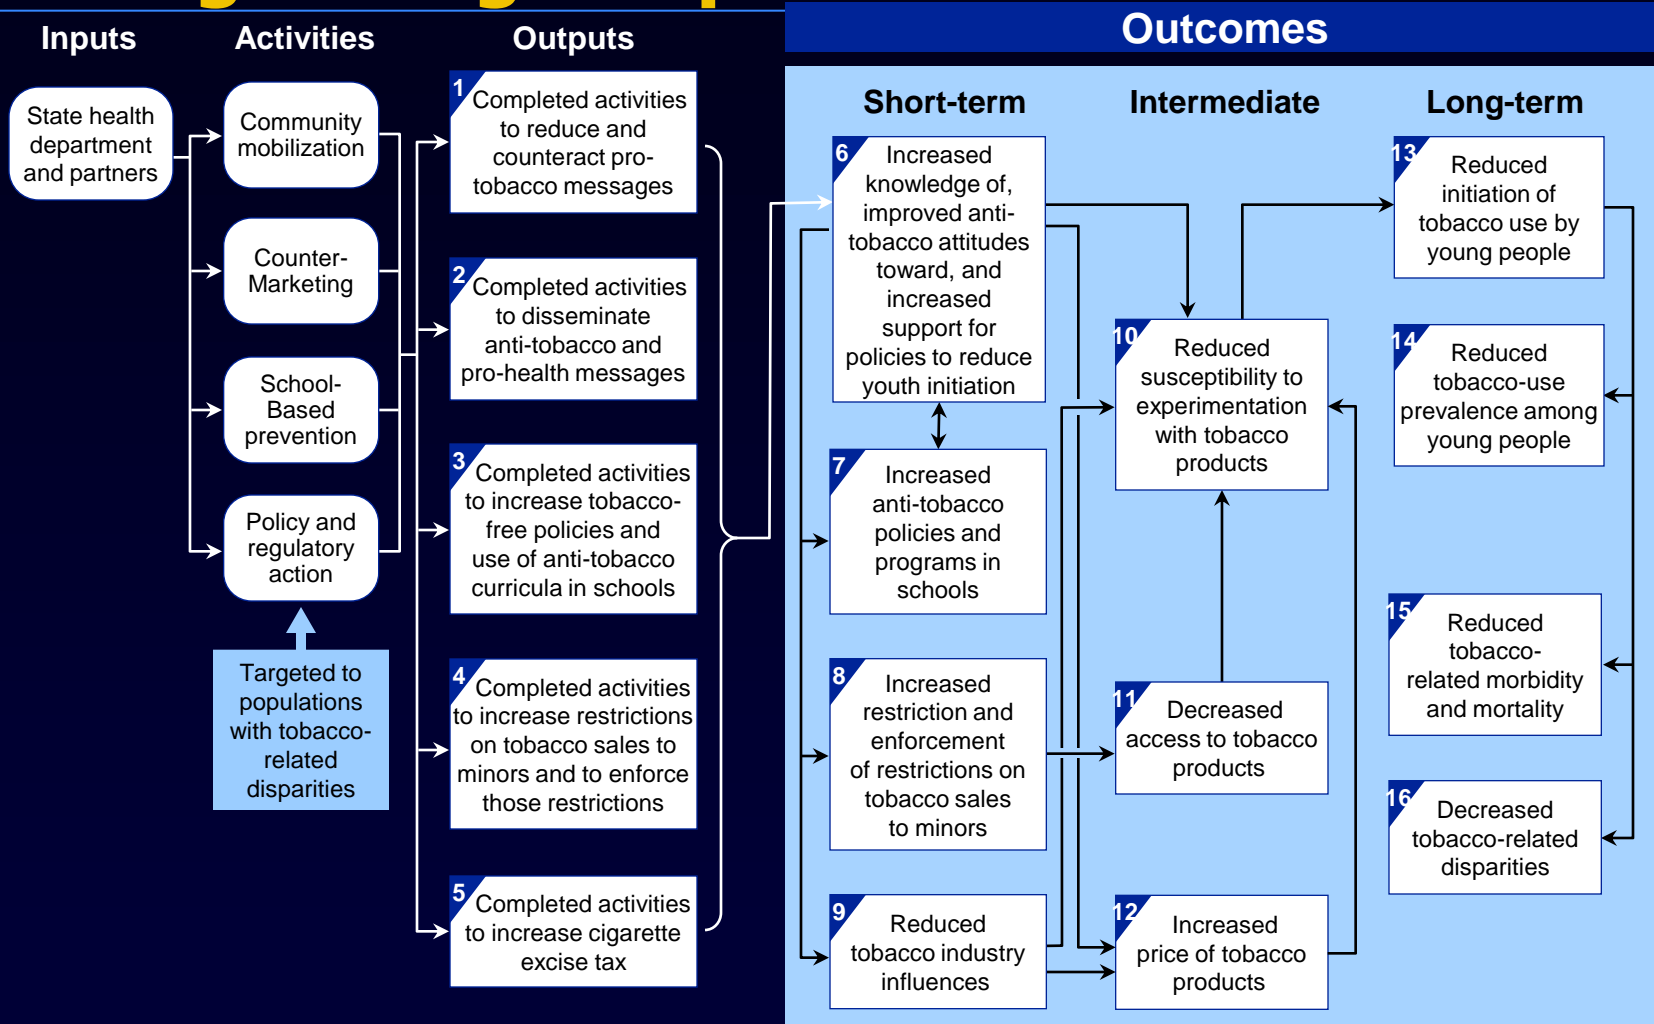 Inputs
Activities
Outputs
Outcomes
Short-term
Intermediate
Long-term
State health
department
and partners
Community
mobilization
Counter-
Marketing
School-
Based
prevention
Policy and
regulatory
action
Targeted to
populations
with tobacco-
related
disparities
1
Completed activities
to reduce and
counteract pro-
tobacco messages
2
Completed activities
to disseminate
anti-tobacco and
pro-health messages
3
Completed activities
to increase tobacco-
free policies and
use of anti-tobacco
curricula in schools
4
Completed activities
to increase restrictions
on tobacco sales to
minors and to enforce
those restrictions
5
Completed activities
to increase cigarette
excise tax
6
Increased
knowledge of,
improved anti-
tobacco attitudes
toward, and
increased
support for
policies to reduce
youth initiation
7
Increased
anti-tobacco
policies and
programs in
schools
8
Increased
restriction and
enforcement
of restrictions on
tobacco sales
to minors
9
Reduced
tobacco industry
influences
10
Reduced
susceptibility to
experimentation
with tobacco
products
11
Decreased
access to tobacco
products
12
Increased
price of tobacco
products
13
Reduced
initiation of
tobacco use by
young people
14
Reduced
tobacco-use
prevalence among
young people
15
Reduced
tobacco-
related morbidity
and mortality
16
Decreased
tobacco-related
disparities